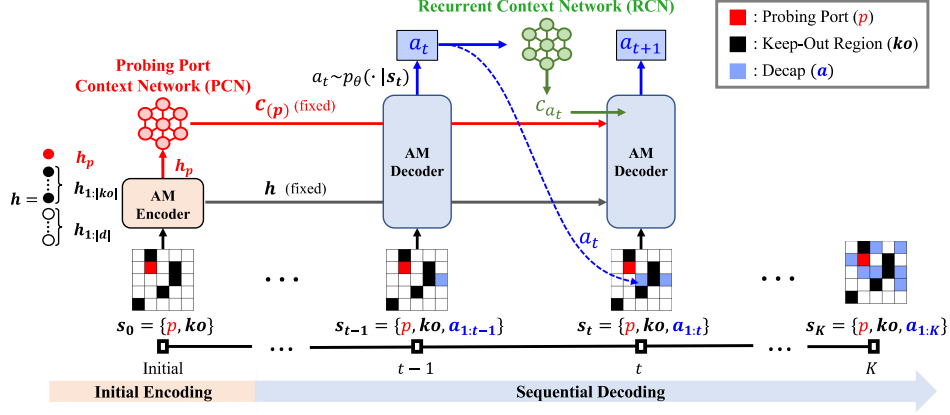 Recurrent Context Network (RCN)
: Probing Port (p)
: Keep-Out Region (ko)
: Decap (a)
a_t
a_{t+1}
Probing Port
Context Network (PCN)
a_t~p_θ(·|s_t)
c_{(p)} (fixed)
c_{a_t}
h_p
h_p
h =
h_{1:|ko|}
h_{1:|d|}
AM
Encoder
h (fixed)
AM
Decoder
AM
Decoder
a_t
...
...
s_0 = {p, ko}
s_{t−1} = {p, ko, a_{1:t−1}}
s_t = {p, ko, a_{1:t}}
s_K = {p, ko, a_{1:K}}
...
...
Initial
t − 1
t
K
Initial Encoding
Sequential Decoding